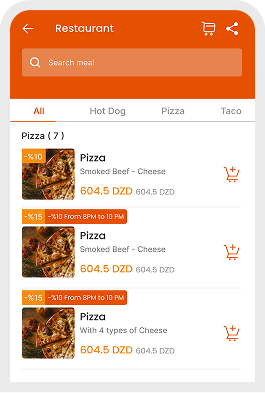 Restaurant
Search meal
All Hot Dog Pizza Taco
Pizza ( 7 )
-%10
Pizza
Smoked Beef - Cheese
604.5 DZD 604.5 DZD
-%15 -%10 From 8PM to 10 PM
Pizza
Smoked Beef - Cheese
604.5 DZD 604.5 DZD
-%15 -%10 From 8PM to 10 PM
Pizza
With 4 types of Cheese
604.5 DZD 604.5 DZD